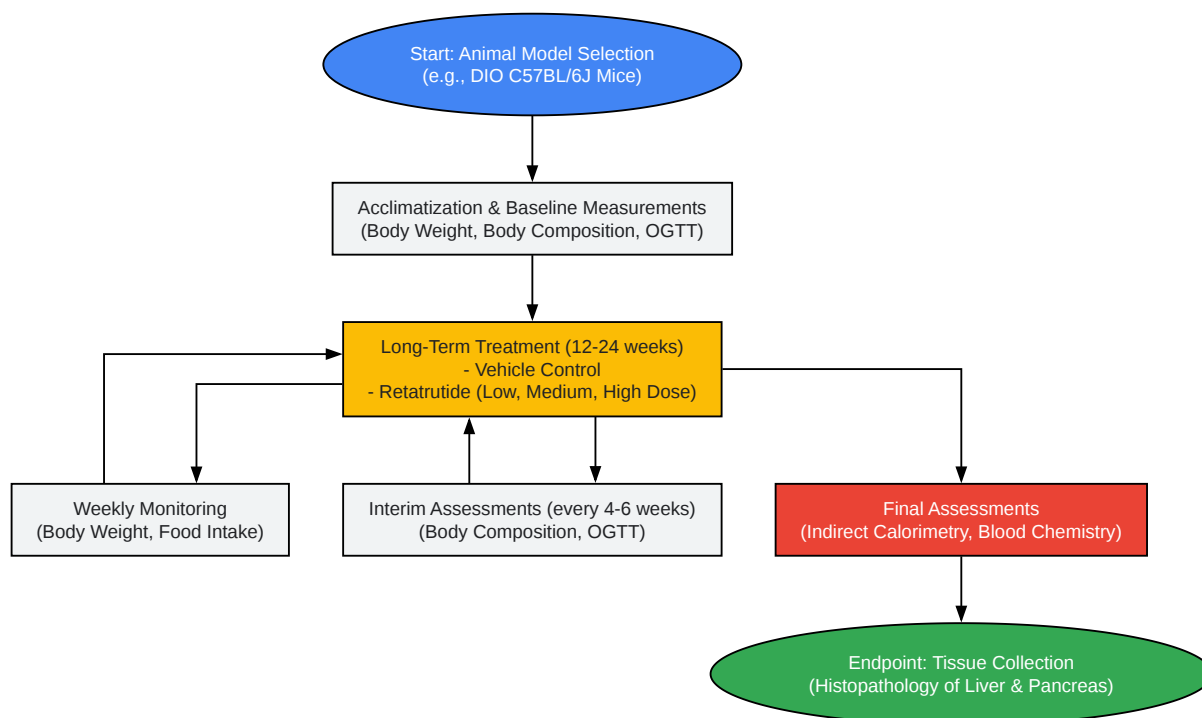 Start: Animal Model Selection
(e.g., DIO C57BL/6J Mice)
Acclimatization & Baseline Measurements
(Body Weight, Body Composition, OGTT)
Long-Term Treatment (12-24 weeks)
- Vehicle Control
- Retatrutide (Low, Medium, High Dose)
Weekly Monitoring
(Body Weight, Food Intake)
Interim Assessments (every 4-6 weeks)
(Body Composition, OGTT)
Final Assessments
(Indirect Calorimetry, Blood Chemistry)
Endpoint: Tissue Collection
(Histopathology of Liver & Pancreas)